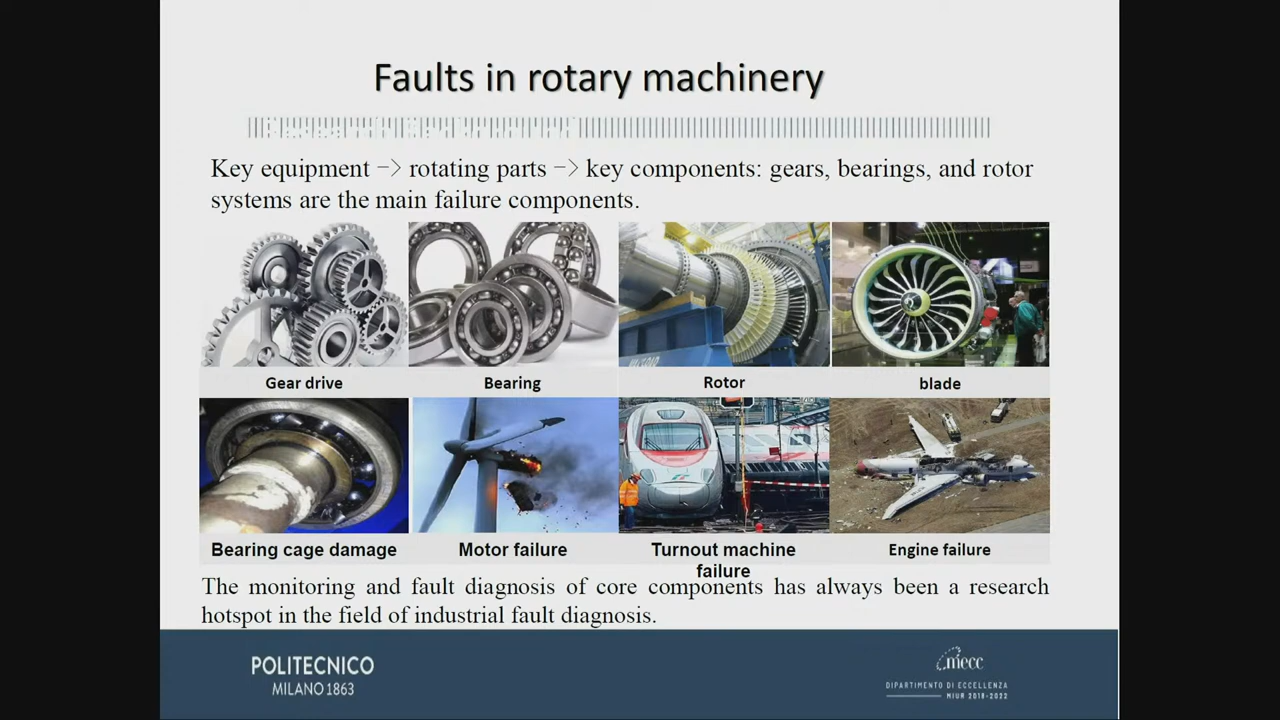 Faults in rotary machinery
Key equipment −> rotating parts −> key components: gears, bearings, and rotor
systems are the main failure components.
Gear drive
Bearing
Rotor
blade
Bearing cage damage
Motor failure
Turnout machine
failure
Engine failure
The monitoring and fault diagnosis of core components has always been a research
hotspot in the field of industrial fault diagnosis.
POLITECNICO
MILANO 1863
mecc
DIPARTIMENTO DI ECCELLENZA
MIUR 2018-2022